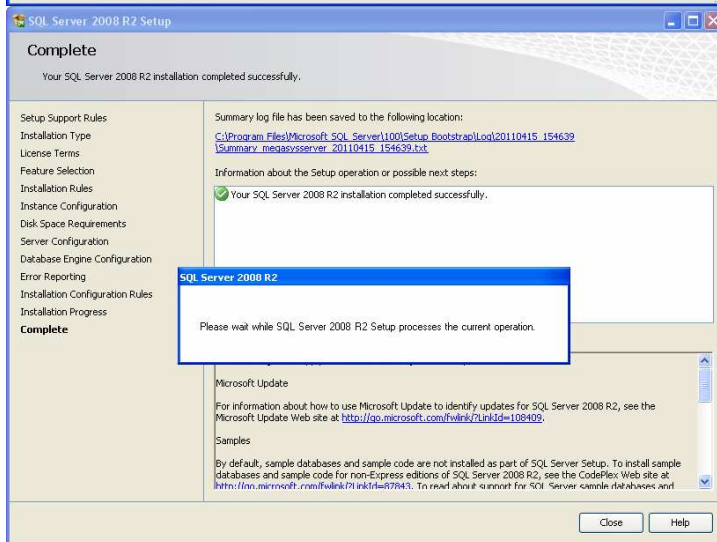 SQL Server 2008 R2 Setup
Complete
Your SQL Server 2008 R2 installation completed successfully.
Setup Support Rules
Installation Type
License Terms
Feature Selection
Installation Rules
Instance Configuration
Disk Space Requirements
Server Configuration
Database Engine Configuration
Error Reporting
Installation Configuration Rules
Installation Progress
Complete
Summary log file has been saved to the following location:
C:\Program Files\Microsoft SQL Server\100\Setup Bootstrap\Log\20110415_154639
\Summary_megasysserver_20110415_154639.txt
Information about the Setup operation or possible next steps:
Your SQL Server 2008 R2 installation completed successfully.
SQL Server 2008 R2
Please wait while SQL Server 2008 R2 Setup processes the current operation.
Microsoft Update
For information about how to use Microsoft Update to identify updates for SQL Server 2008 R2, see the
Microsoft Update Web site at http://go.microsoft.com/fwlink/?LinkId=108409.
Samples
By default, sample databases and sample code are not installed as part of SQL Server Setup. To install sample
databases and sample code for non-Express editions of SQL Server 2008 R2, see the CodePlex Web site at
http://go.microsoft.com/fwlink/?LinkId=87843. To read about support for SQL Server sample databases and
Close
Help